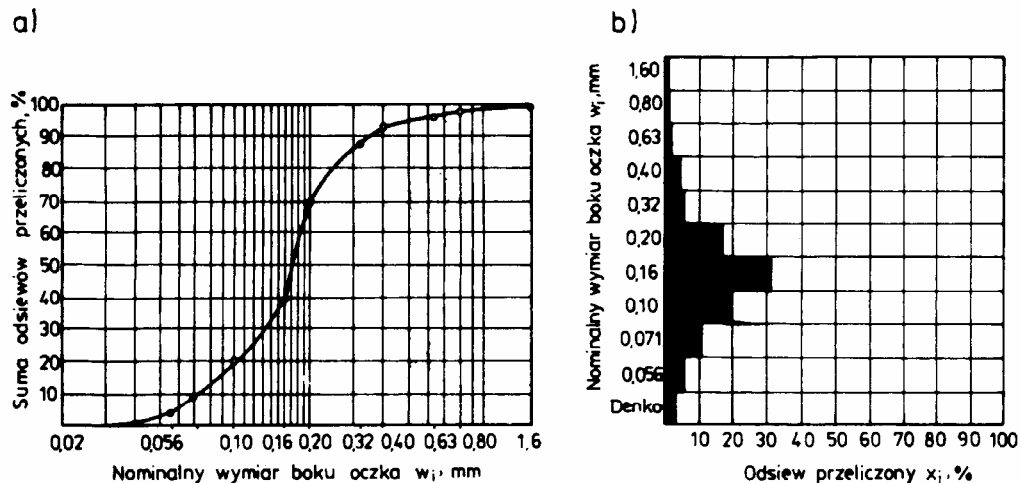 a)
Suma odsiewów przeliczonych, %
100
90
80
70
60
50
40
30
20
10
0,02 0,056 0,10 0,16 0,20 0,32 0,40 0,63 0,80 1,6
Nominalny wymiar boku oczka wi, mm
b)
Nominalny wymiar boku oczka wi, mm
1,60
0,80
0,63
0,40
0,32
0,20
0,16
0,10
0,071
0,056
Denko
10 20 30 40 50 60 70 80 90 100
Odsiew przeliczony xi, %